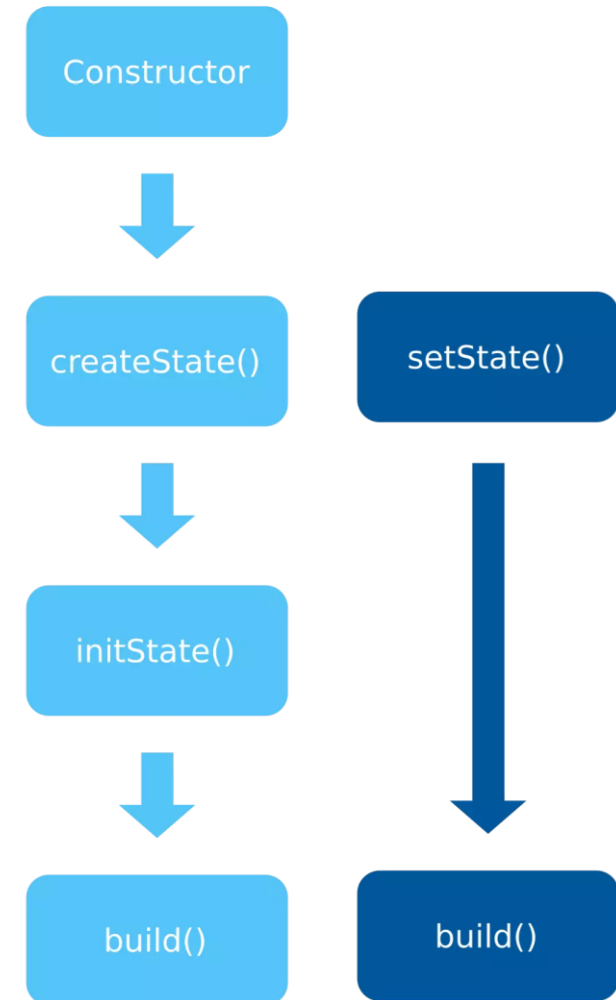 Constructor
createState()
setState()
initState()
build()
build()